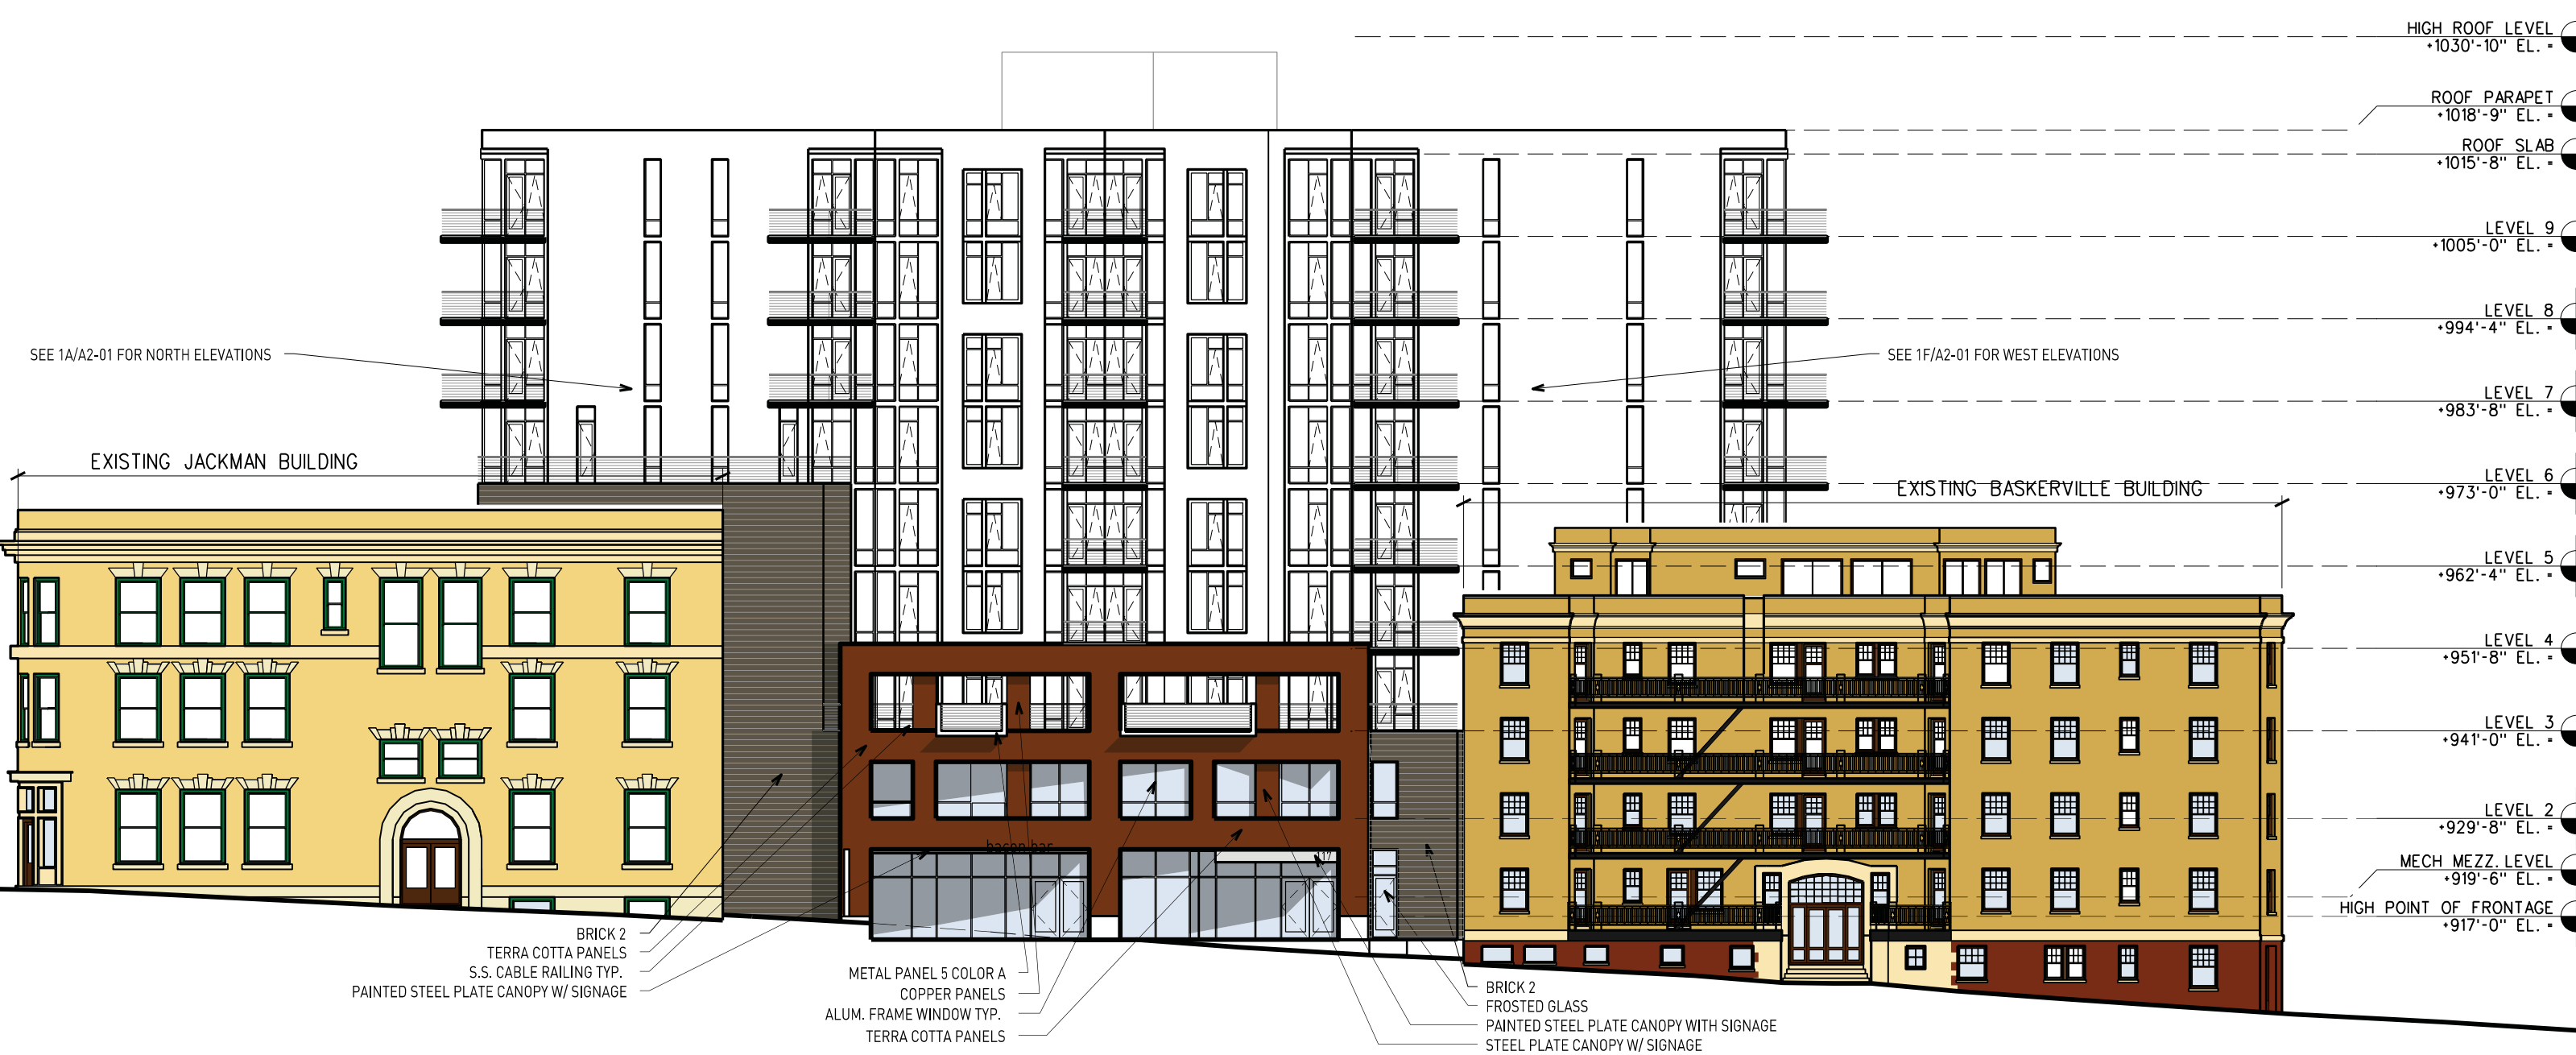 HIGH ROOF LEVEL
+1030'-10" EL. =
ROOF PARAPET
+1018'-9" EL. =
ROOF SLAB
+1015'-8" EL. =
LEVEL 9
+1005'-0" EL. =
LEVEL 8
+994'-4" EL. =
SEE 1A/A2-01 FOR NORTH ELEVATIONS
SEE 1F/A2-01 FOR WEST ELEVATIONS
LEVEL 7
+983'-8" EL. =
EXISTING JACKMAN BUILDING
EXISTING BASKERVILLE BUILDING
LEVEL 6
+973'-0" EL. =
LEVEL 5
+962'-4" EL. =
LEVEL 4
+951'-8" EL. =
LEVEL 3
+941'-0" EL. =
LEVEL 2
+929'-8" EL. =
bacon bar
MECH MEZZ. LEVEL
+919'-6" EL. =
HIGH POINT OF FRONTAGE
+917'-0" EL. =
BRICK 2
TERRA COTTA PANELS
S.S. CABLE RAILING TYP.
PAINTED STEEL PLATE CANOPY W/ SIGNAGE
METAL PANEL 5 COLOR A
COPPER PANELS
ALUM. FRAME WINDOW TYP.
TERRA COTTA PANELS
BRICK 2
FROSTED GLASS
PAINTED STEEL PLATE CANOPY WITH SIGNAGE
STEEL PLATE CANOPY W/ SIGNAGE